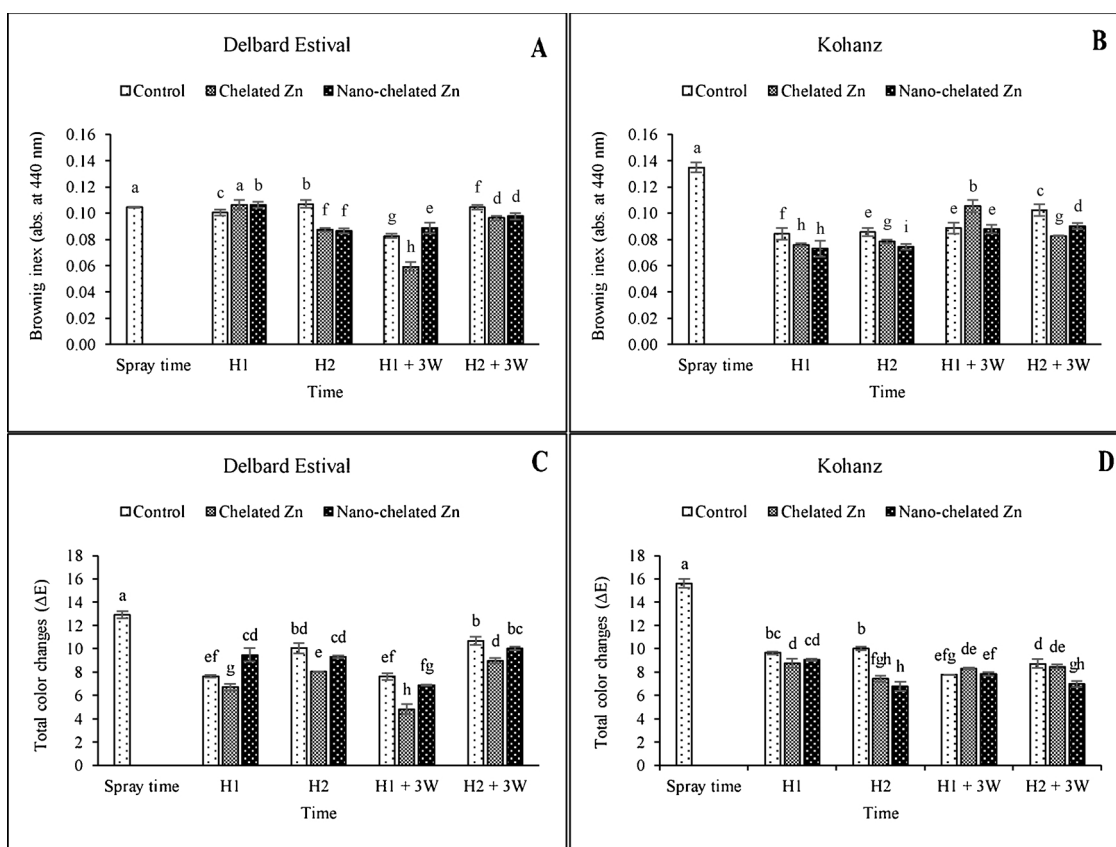 Delbard Estival
A
Control Chelated Zn Nano-chelated Zn
Brownig inex (abs. at 440 nm)
0.16
0.14
0.12
0.10
0.08
0.06
0.04
0.02
0.00
a
c a b
b f f
g h e
f d d
Spray time H1 H2 H1 + 3W H2 + 3W
Time
Kohanz
B
Control Chelated Zn Nano-chelated Zn
Brownig inex (abs. at 440 nm)
0.16
0.14
0.12
0.10
0.08
0.06
0.04
0.02
0.00
a
f h h
e g i
e b e
c g d
Spray time H1 H2 H1 + 3W H2 + 3W
Time
Delbard Estival
C
Control Chelated Zn Nano-chelated Zn
Total color changes (ΔE)
18
16
14
12
10
8
6
4
2
0
a
ef g cd
bd e cd
ef h fg
b d bc
Spray time H1 H2 H1 + 3W H2 + 3W
Time
Kohanz
D
Control Chelated Zn Nano-chelated Zn
Total color changes (ΔE)
18
16
14
12
10
8
6
4
2
0
a
bc d cd
b fgh h
efg de ef
d de gh
Spray time H1 H2 H1 + 3W H2 + 3W
Time